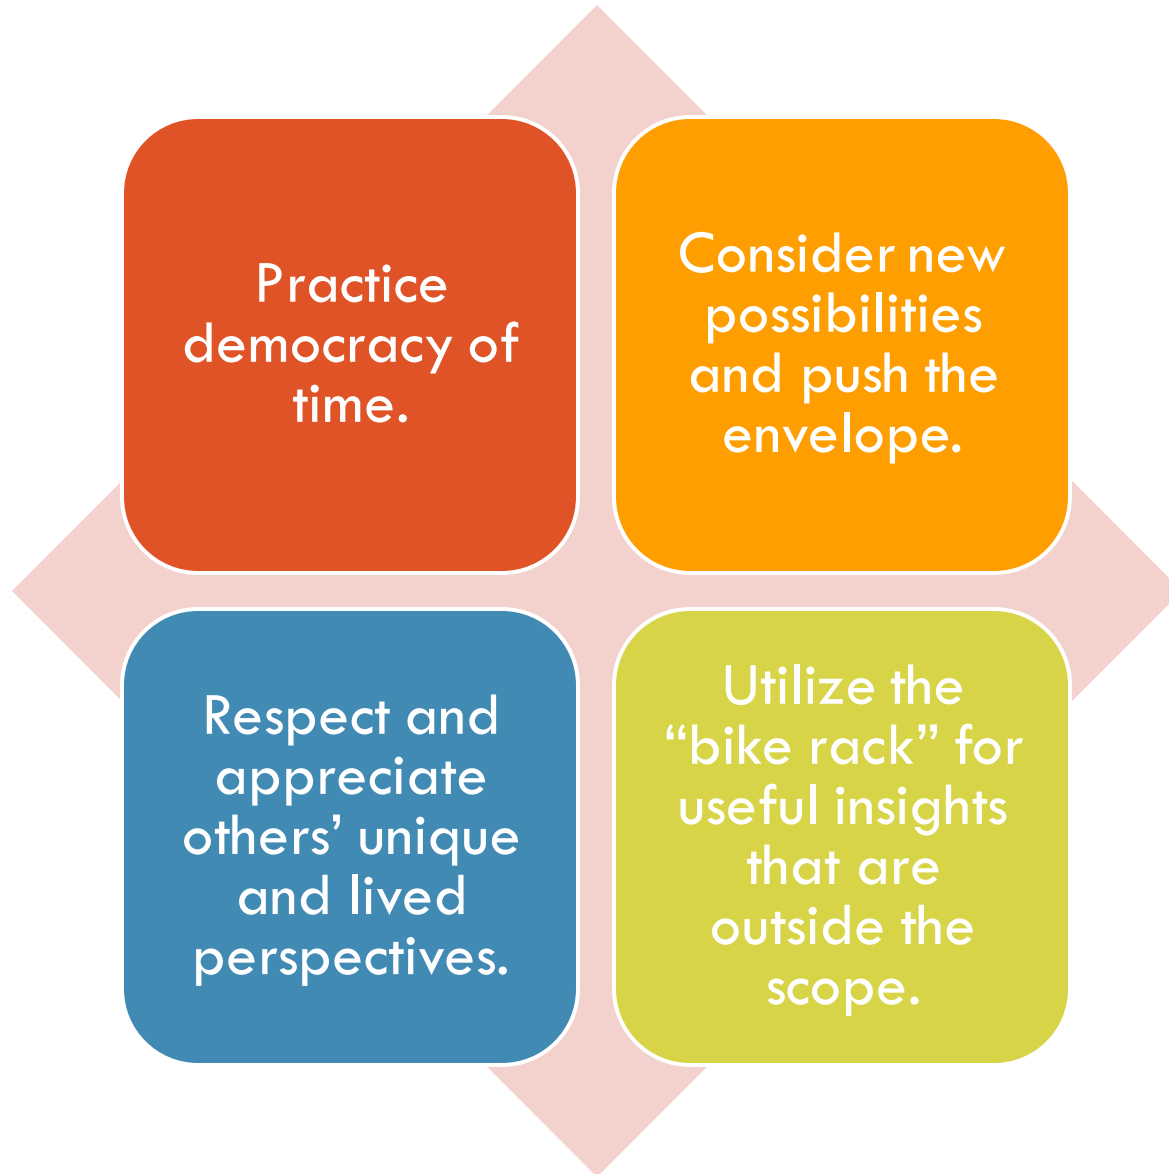 Practice
democracy of
time.
Consider new
possibilities
and push the
envelope.
Respect and
appreciate
others’ unique
and lived
perspectives.
Utilize the
“bike rack” for
useful insights
that are
outside the
scope.